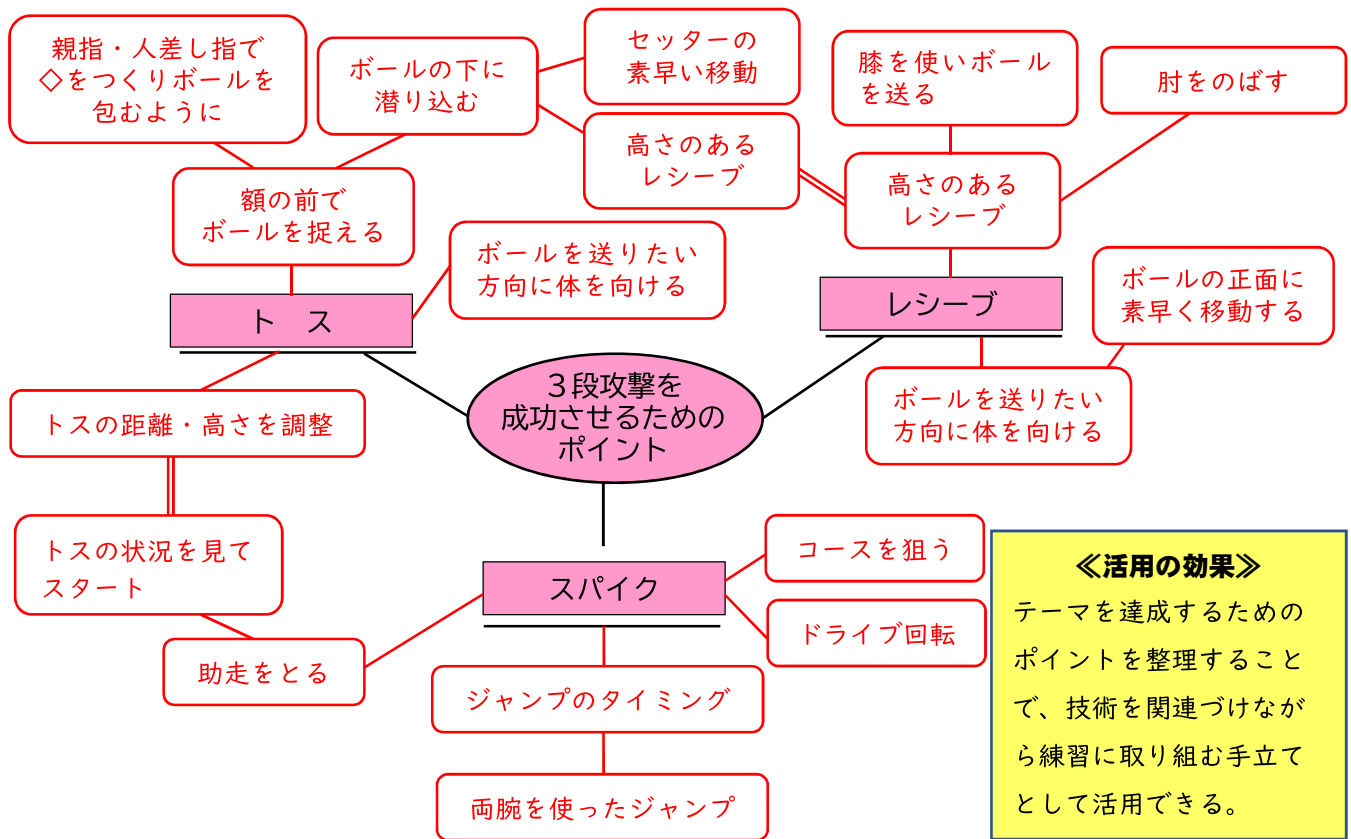 親指・人差し指で
◇をつくりボールを
包むように
ボールの下に
潜り込む
セッターの
素早い移動
高さのある
レシーブ
膝を使いボール
を送る
肘をのばす
額の前で
ボールを捉える
高さのある
レシーブ
ボールを送りたい
方向に体を向ける
ト　ス
レシーブ
ボールの正面に
素早く移動する
3段攻撃を
成功させるための
ポイント
トスの距離・高さを調整
ボールを送りたい
方向に体を向ける
トスの状況を見て
スタート
助走をとる
スパイク
コースを狙う
ドライブ回転
ジャンプのタイミング
両腕を使ったジャンプ
≪活用の効果≫
テーマを達成するための
ポイントを整理すること
で、技術を関連づけなが
ら練習に取り組む手立て
として活用できる。